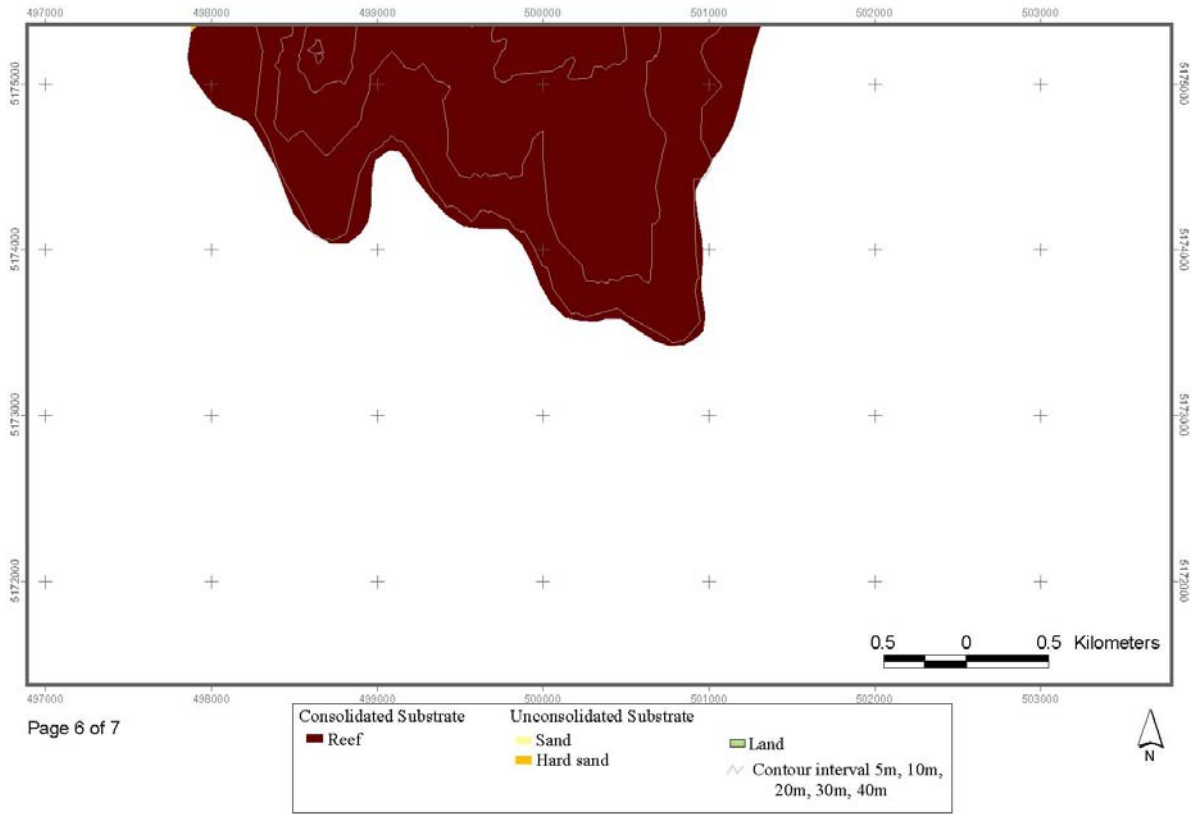 497000 498000 499000 500000 501000 502000 503000
5175000 5175000
5174000 5174000
5173000 5173000
5172000 5172000
0.5 0 0.5 Kilometers
497000 498000 499000 500000 501000 502000 503000
Page 6 of 7
Consolidated Substrate
Reef
Unconsolidated Substrate
Sand
Hard sand
Land
Contour interval 5m, 10m,
20m, 30m, 40m
N